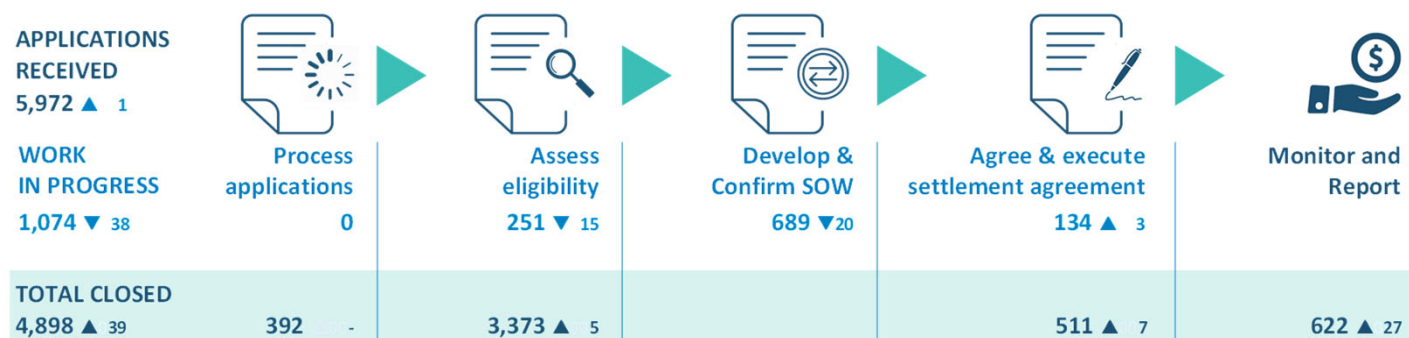 APPLICATIONS
RECEIVED
5,972 ▲ 1
$
WORK
IN PROGRESS
1,074 ▼ 38
Process
applications
0
Assess
eligibility
251 ▼ 15
Develop &
Confirm SOW
689 ▼20
Agree & execute
settlement agreement
134 ▲ 3
Monitor and
Report
TOTAL CLOSED
4,898 ▲ 39
392 -
3,373 ▲ 5
511 ▲ 7
622 ▲ 27